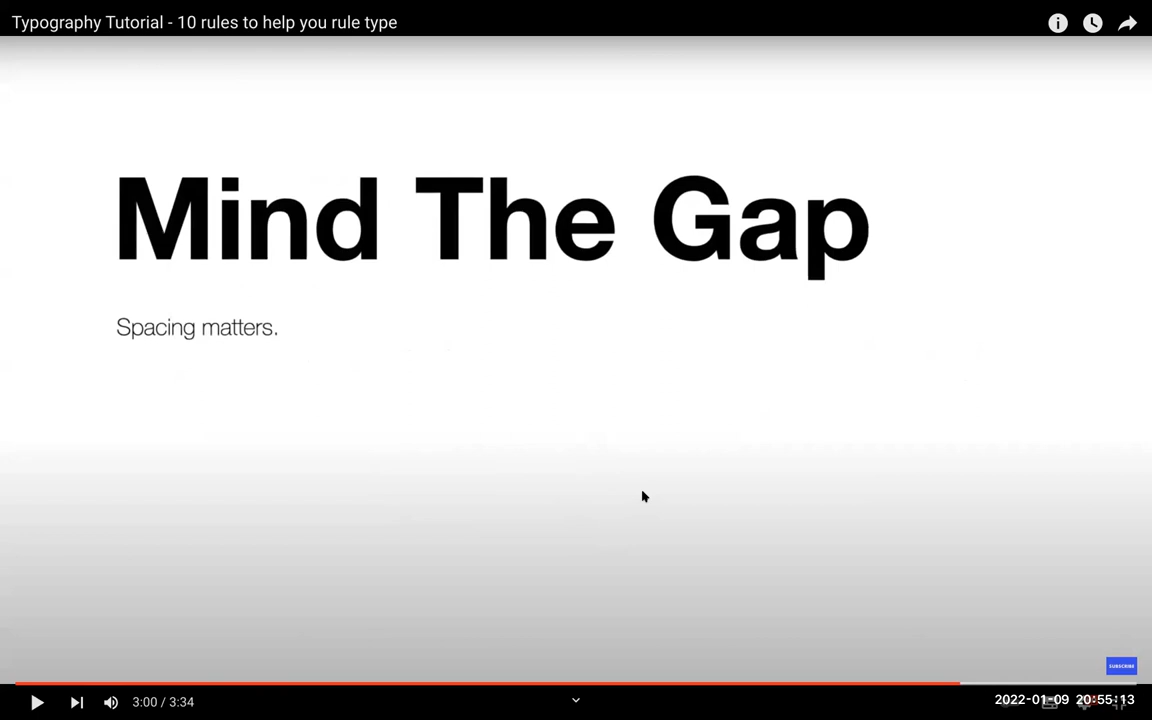 Typography Tutorial - 10 rules to help you rule type
Mind The Gap
Spacing matters.
SUBSCRIBE
3:00 / 3:34
2022-01-09 20:55:13